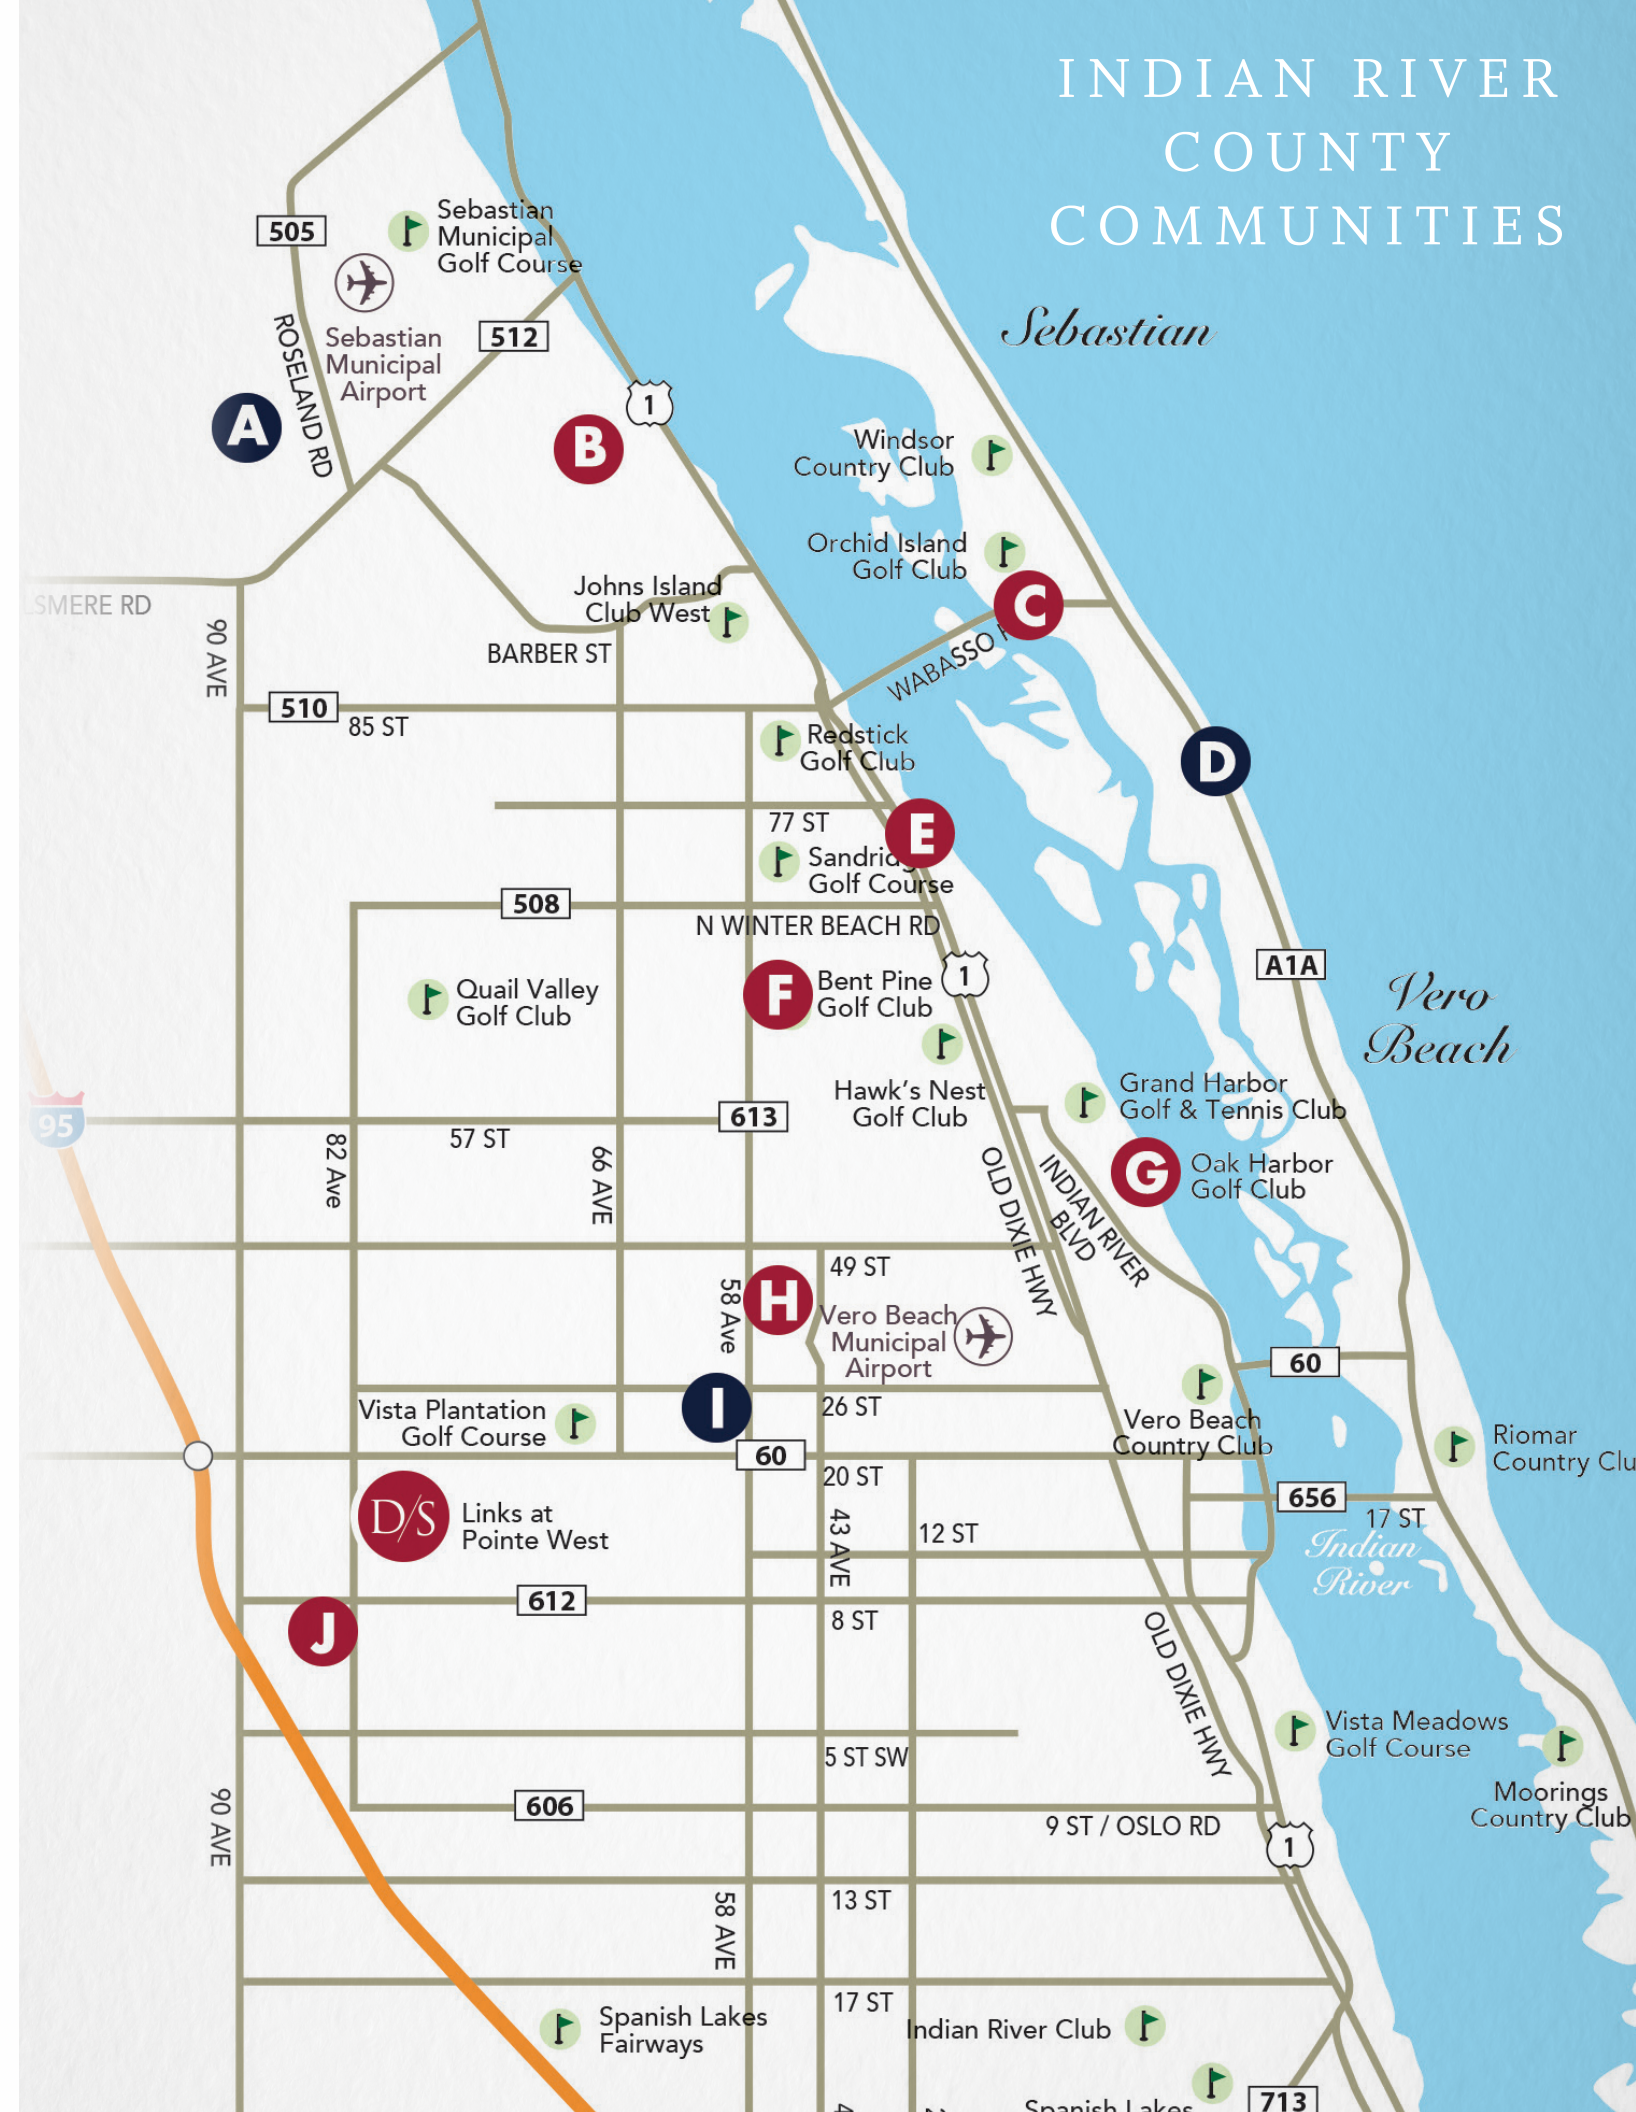 INDIAN RIVER
COUNTY
COMMUNITIES
Sebastian
Municipal
Golf Course
505
Sebastian
Municipal
Airport
512
ROSELAND RD
Sebastian
1
A
B
Windsor
Country Club
Orchid Island
Golf Club
C
Johns Island
Club West
LSMERE RD
90 AVE
BARBER ST
WABASSO
510
85 ST
Redstick
Golf Club
D
77 ST
E
Sandrid
Golf Course
508
N WINTER BEACH RD
A1A
Vero
Beach
Quail Valley
Golf Club
F
Bent Pine
Golf Club
1
Hawk's Nest
Golf Club
Grand Harbor
Golf & Tennis Club
95
613
57 ST
82 Ave
66 AVE
OLD DIXIE HWY
INDIAN RIVER
BLVD
G
Oak Harbor
Golf Club
49 ST
58 Ave
H
Vero Beach
Municipal
Airport
60
I
26 ST
Vista Plantation
Golf Course
Vero Beach
Country Club
Riomar
Country Clu
60
20 ST
656
17 ST
D/S
Links at
Pointe West
43 AVE
12 ST
Indian
River
612
8 ST
J
OLD DIXIE HWY
Vista Meadows
Golf Course
5 ST SW
Moorings
Country Club
606
9 ST / OSLO RD
90 AVE
1
13 ST
58 AVE
17 ST
Spanish Lakes
Fairways
Indian River Club
Spanish Lakes
713